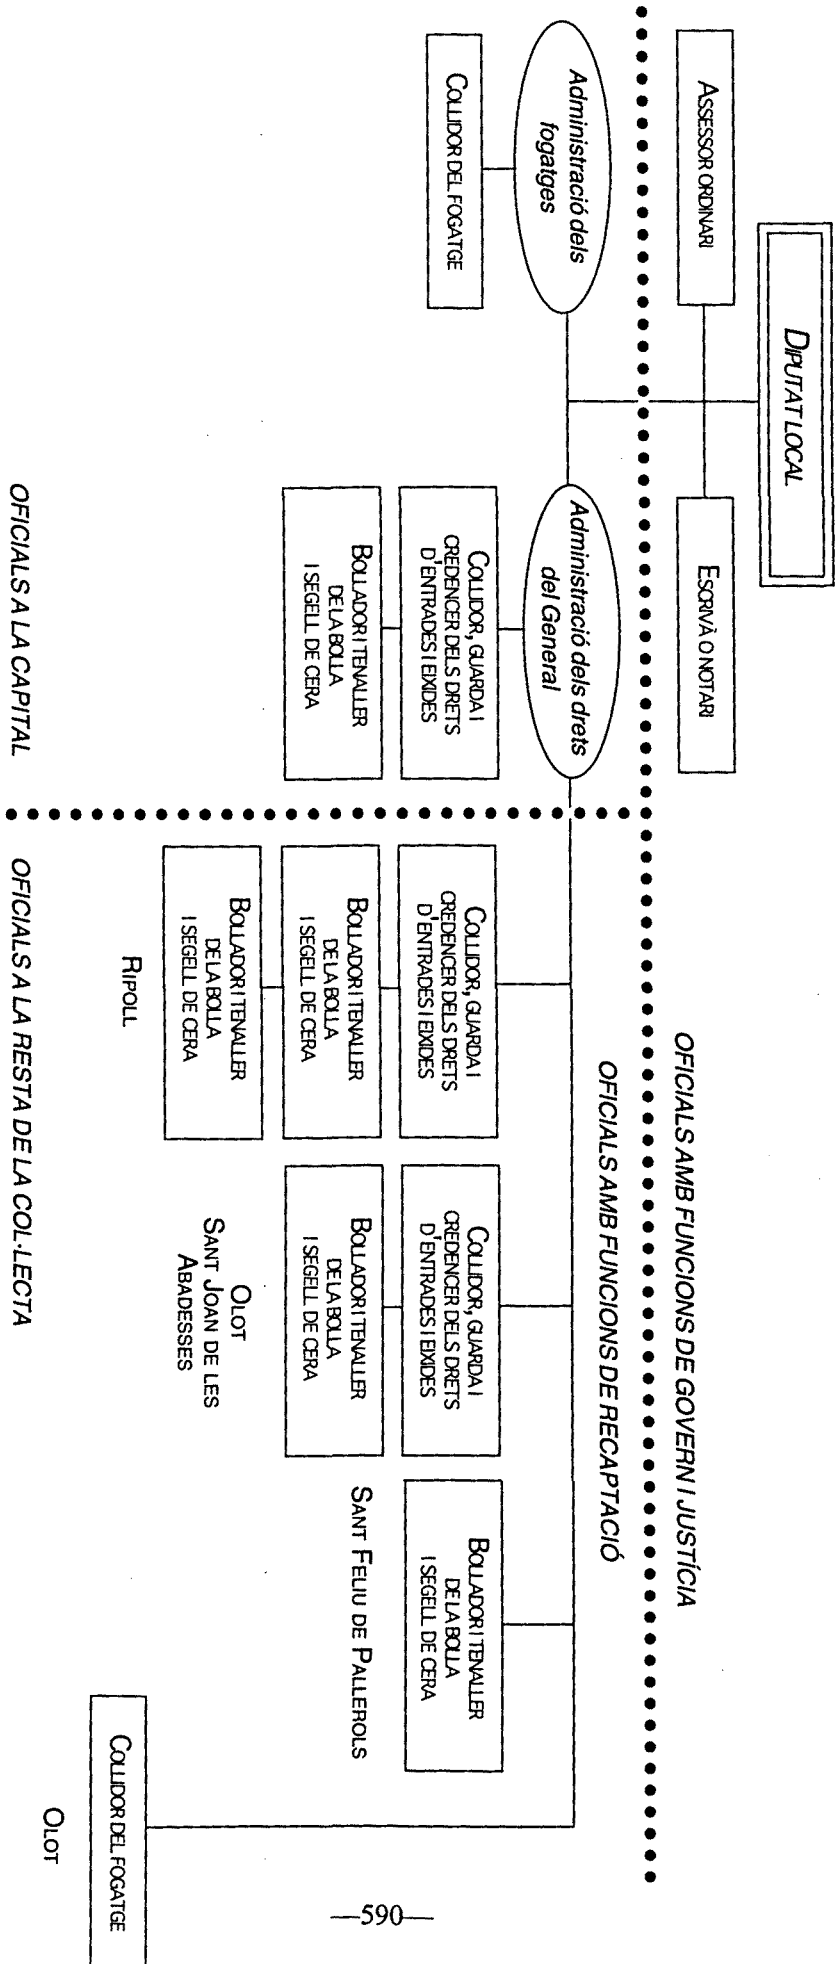 DIPUTAT LOCAL
ASSESSOR ORDINARI
ESCRIVÀ O NOTARI
OFICIALS AMB FUNCIONS DE GOVERN I JUSTÍCIA
OFICIALS AMB FUNCIONS DE RECAPTACIÓ
Administració dels
fogatges
Administració dels drets
del General
COLLIDOR DEL FOGATGE
COLLIDOR, GUARDA I
CREDENCER DELS DRETS
D'ENTRADES I EIXIDES
BOLLADOR I TENALLER
DE LA BOLLA
I SEGELL DE CERA
OFICIALS A LA CAPITAL
COLLIDOR, GUARDA I
CREDENCER DELS DRETS
D'ENTRADES I EIXIDES
BOLLADOR I TENALLER
DE LA BOLLA
I SEGELL DE CERA
BOLLADOR I TENALLER
DE LA BOLLA
I SEGELL DE CERA
RIPOLL
COLLIDOR, GUARDA I
CREDENCER DELS DRETS
D'ENTRADES I EIXIDES
BOLLADOR I TENALLER
DE LA BOLLA
I SEGELL DE CERA
OLOT
SANT JOAN DE LES
ABADESSES
BOLLADOR I TENALLER
DE LA BOLLA
I SEGELL DE CERA
SANT FELIU DE PALLEROLS
COLLIDOR DEL FOGATGE
OLOT
OFICIALS A LA RESTA DE LA COL·LECTA
—590—